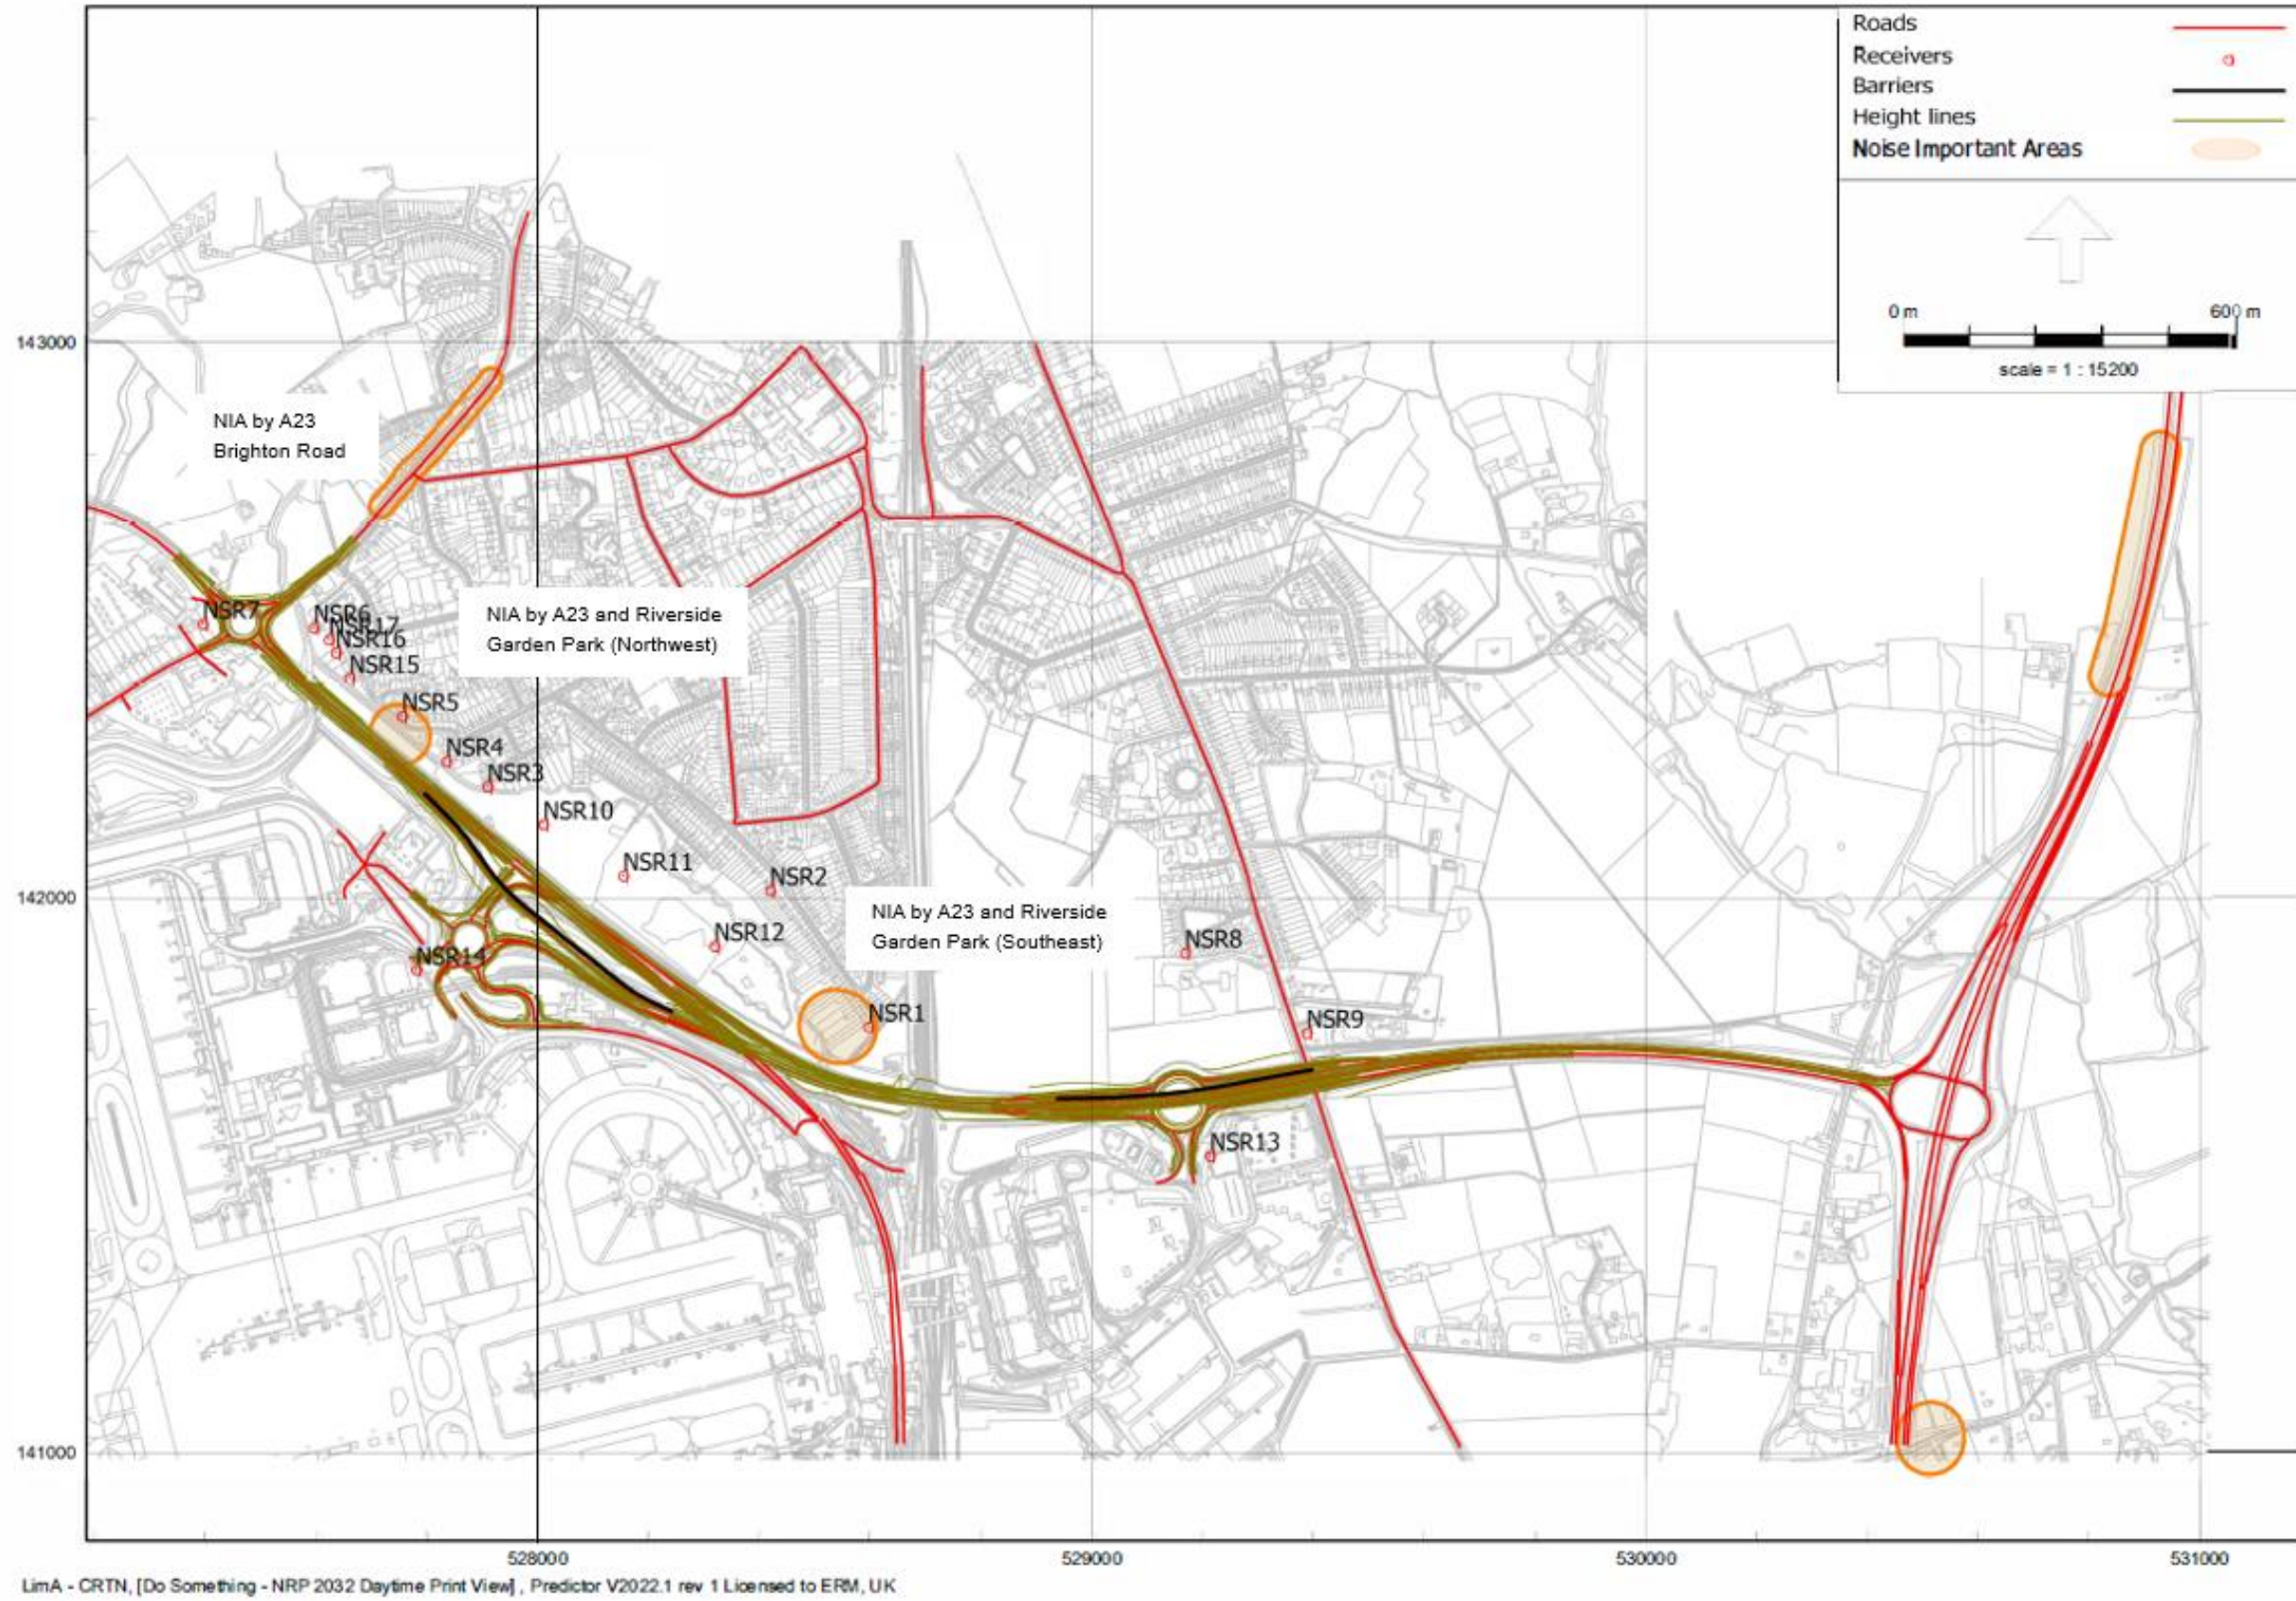 Roads
Receivers
Barriers
Height lines
Noise Important Areas
0 m 600 m
scale = 1 : 15200
143000
NIA by A23
Brighton Road
NIA by A23 and Riverside
Garden Park (Northwest)
NSR7
NSR6
NSR17
NSR16
NSR15
NSR5
NSR4
NSR3
NSR10
NSR11
NSR2
142000
NIA by A23 and Riverside
Garden Park (Southeast)
NSR12
NSR8
NSR14
NSR1
NSR9
NSR13
141000
528000 529000 530000 531000
LimA - CRTN, [Do Something - NRP 2032 Daytime Print View] , Predictor V2022.1 rev 1 Licensed to ERM, UK